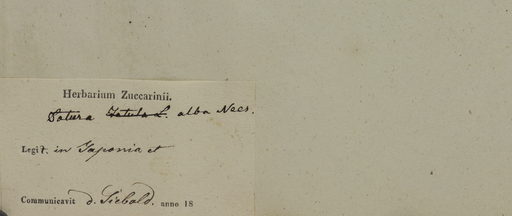 Herbarium Zuccarinii.
Datura Tatula L. alba Nees.
Legit. in Japonia et
Communicavit d. Siebold. anno 18